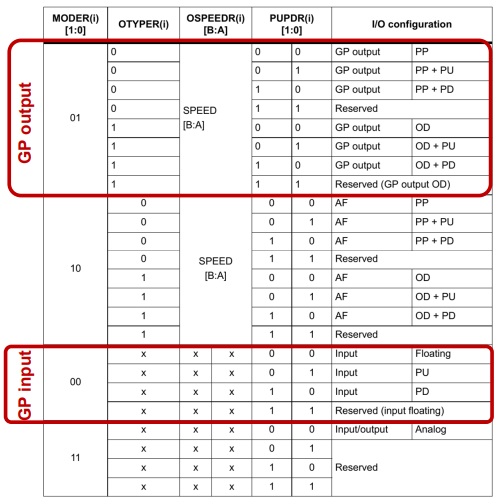 MODER(i) [1:0] OTYPER(i) OSPEEDR(i) [B:A] PUPDR(i) [1:0] I/O configuration
GP output
01
SPEED [B:A]
0 0 0 GP output PP
0 0 1 GP output PP + PU
0 1 0 GP output PP + PD
0 1 1 Reserved
1 0 0 GP output OD
1 0 1 GP output OD + PU
1 1 0 GP output OD + PD
1 1 1 Reserved (GP output OD)
10
SPEED [B:A]
0 0 0 AF PP
0 0 1 AF PP + PU
0 1 0 AF PP + PD
0 1 1 Reserved
1 0 0 AF OD
1 0 1 AF OD + PU
1 1 0 AF OD + PD
1 1 1 Reserved
GP input
00
x x x 0 0 Input Floating
x x x 0 1 Input PU
x x x 1 0 Input PD
x x x 1 1 Reserved (input floating)
11
x x x 0 0 Input/output Analog
x x x 0 1
x x x 1 0 Reserved
x x x 1 1